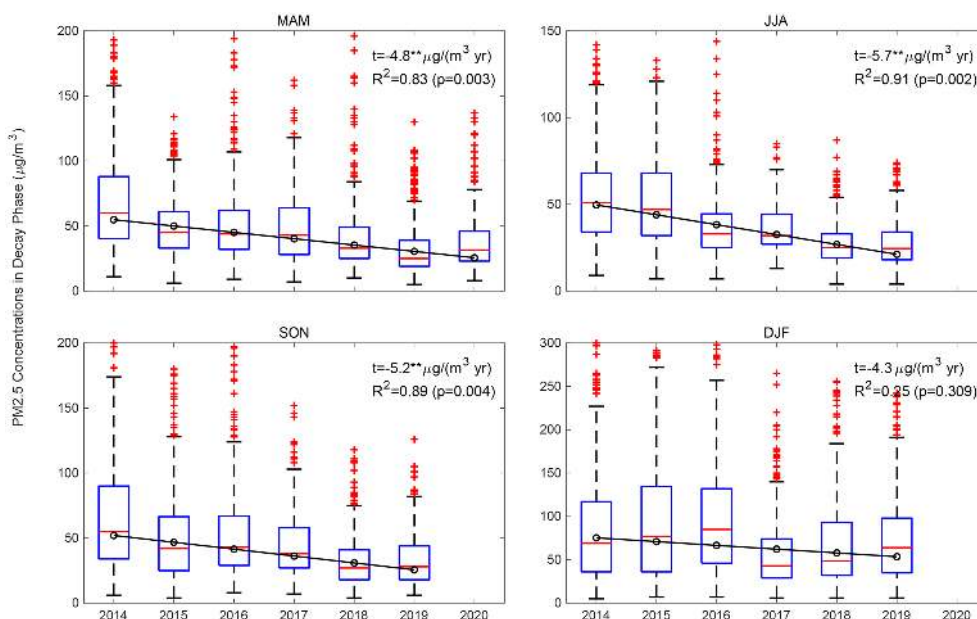 MAM
JJA
200
150
100
50
0
t=-4.8**μg/(m³ yr)
R²=0.83 (p=0.003)
150
100
50
0
t=-5.7**μg/(m³ yr)
R²=0.91 (p=0.002)
PM2.5 Concentrations in Decay Phase (μg/m³)
SON
DJF
200
150
100
50
0
t=-5.2**μg/(m³ yr)
R²=0.89 (p=0.004)
300
250
200
150
100
50
0
t=-4.3μg/(m³ yr)
R²=0.25 (p=0.309)
2014 2015 2016 2017 2018 2019 2020
2014 2015 2016 2017 2018 2019 2020